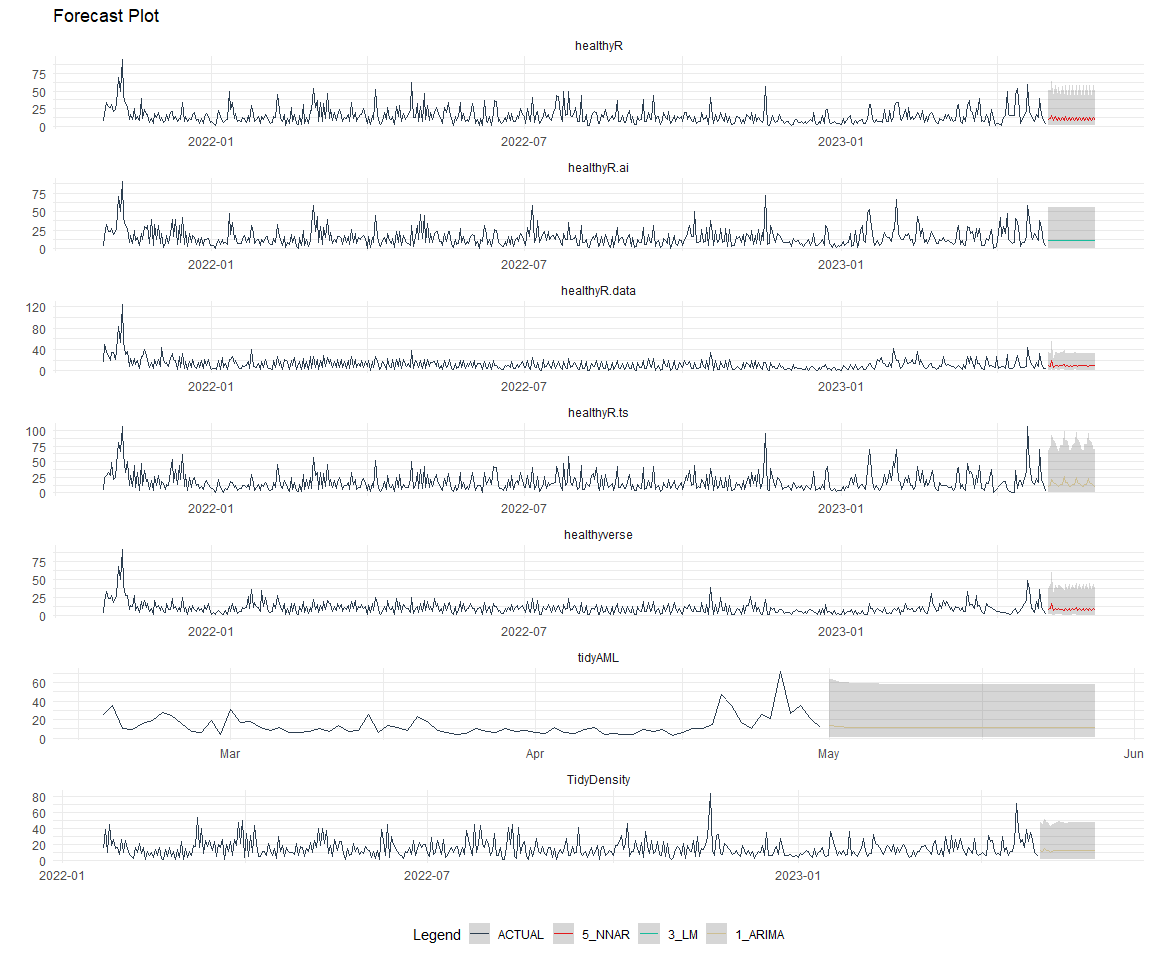 Forecast Plot
healthyR
75
50
25
0
2022-01 2022-07 2023-01
healthyR.ai
75
50
25
0
2022-01 2022-07 2023-01
healthyR.data
120
80
40
0
2022-01 2022-07 2023-01
healthyR.ts
100
75
50
25
0
2022-01 2022-07 2023-01
healthyverse
75
50
25
0
2022-01 2022-07 2023-01
tidyAML
60
40
20
0
Mar Apr May Jun
TidyDensity
80
60
40
20
0
2022-01 2022-07 2023-01
Legend ACTUAL 5_NNAR 3_LM 1_ARIMA